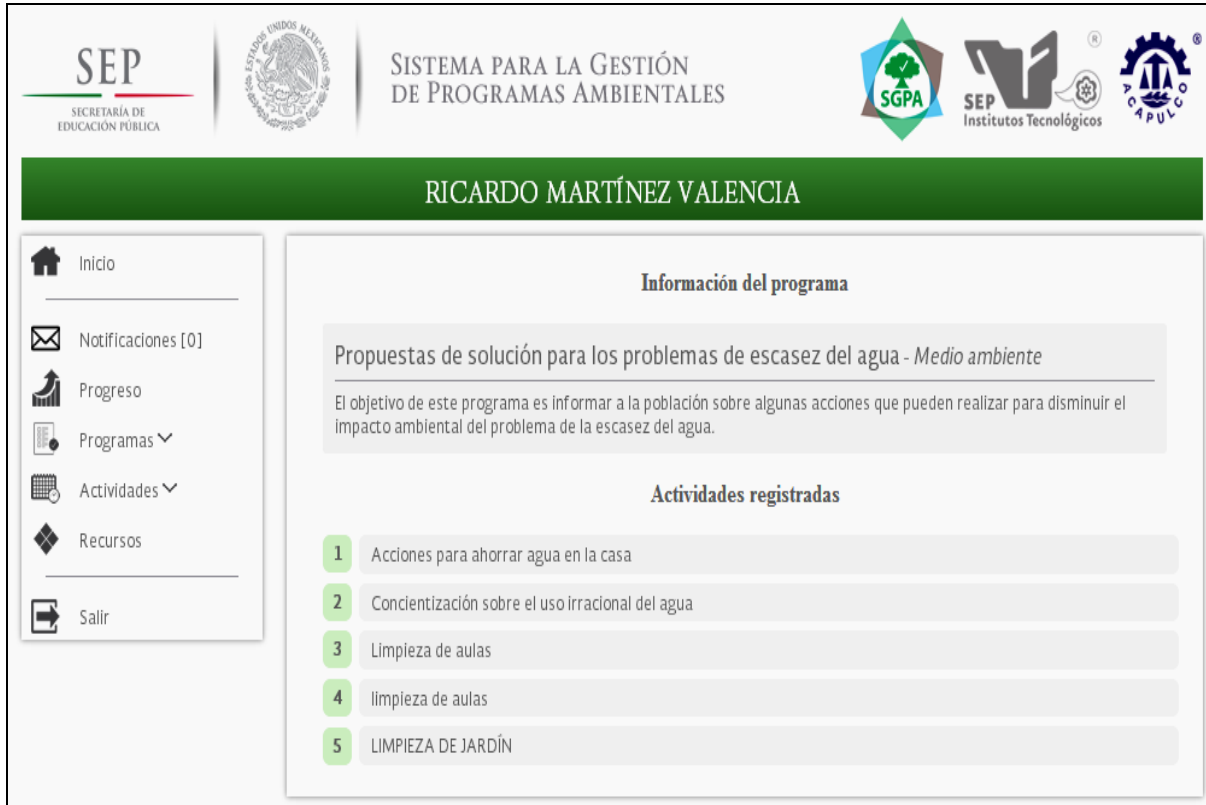 SEP
SECRETARÍA DE
EDUCACIÓN PÚBLICA
ESTADOS UNIDOS MEXICANOS
SISTEMA PARA LA GESTIÓN
DE PROGRAMAS AMBIENTALES
SGPA
SEP
Institutos Tecnológicos
®
®
ACAPULCO
RICARDO MARTÍNEZ VALENCIA
Inicio
Notificaciones [0]
Progreso
Programas
Actividades
Recursos
Salir
Información del programa
Propuestas de solución para los problemas de escasez del agua - Medio ambiente
El objetivo de este programa es informar a la población sobre algunas acciones que pueden realizar para disminuir el
impacto ambiental del problema de la escasez del agua.
Actividades registradas
1 Acciones para ahorrar agua en la casa
2 Concientización sobre el uso irracional del agua
3 Limpieza de aulas
4 limpieza de aulas
5 LIMPIEZA DE JARDÍN